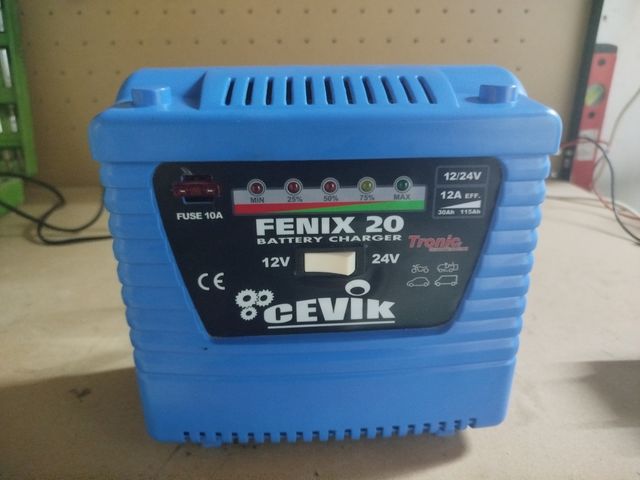 12/24V
MIN 25% 50% 75% MAX
12A EFF.
30Ah 115Ah
FUSE 10A
FENIX 20
BATTERY CHARGER
Tronic
12V 24V
CE
CEVIK